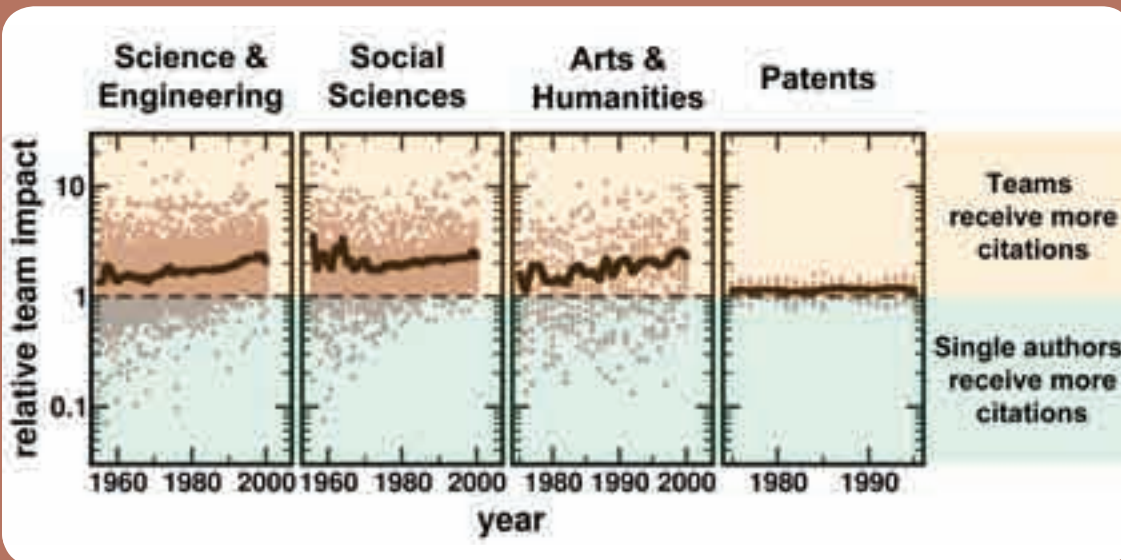 Science &
Engineering
Social
Sciences
Arts &
Humanities
Patents
relative team impact
10
1
0.1
Teams
receive more
citations
Single authors
receive more
citations
1960 1980 2000
1960 1980 2000
1980 1990 2000
1980 1990
year